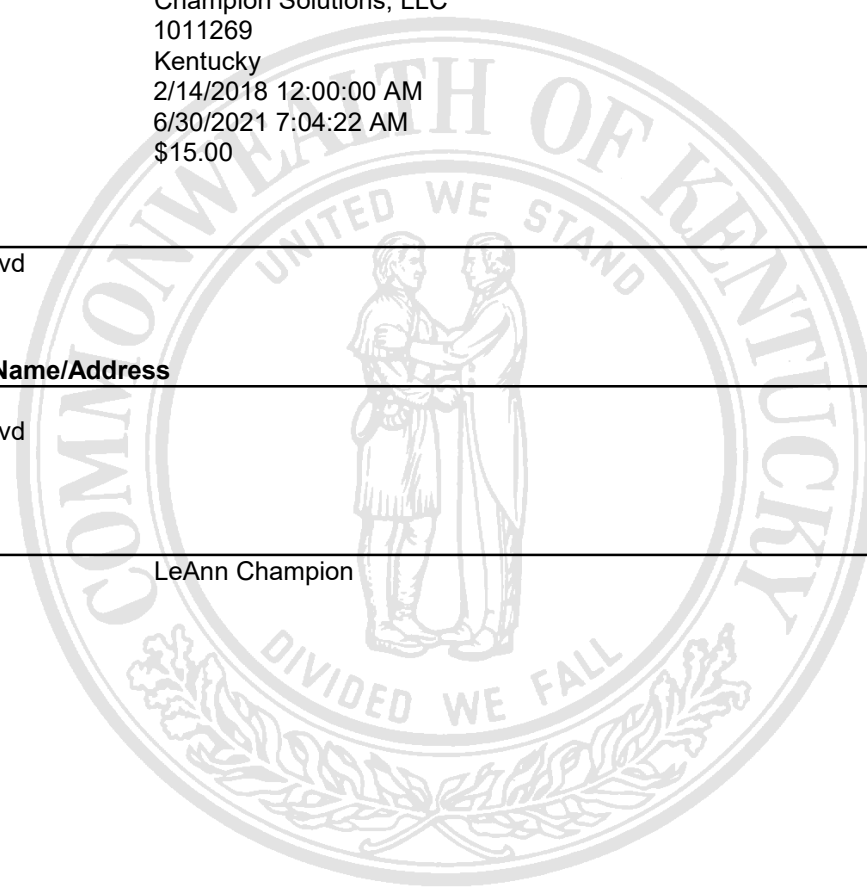 Champion Solutions, LLC
1011269
Kentucky
2/14/2018 12:00:00 AM
6/30/2021 7:04:22 AM
$15.00
vd
Name/Address
vd
LeAnn Champion
COMMONWEALTH OF KENTUCKY
UNITED WE STAND
DIVIDED WE FALL